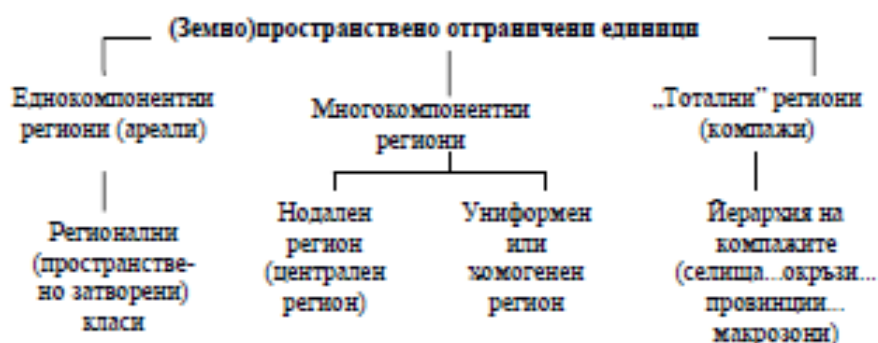 (Земно)пространствено отграничени единици
Еднокомпонентни
региони (ареали)
Многокомпонентни
региони
„Тотални” региони
(компажи)
Регионални
(пространстве-
но затворени)
класи
Нодален
регион
(централен
регион)
Униформен
или
хомогенен
регион
Йерархия на
компажите
(селища...окръзи...
провинции...
макрозони)